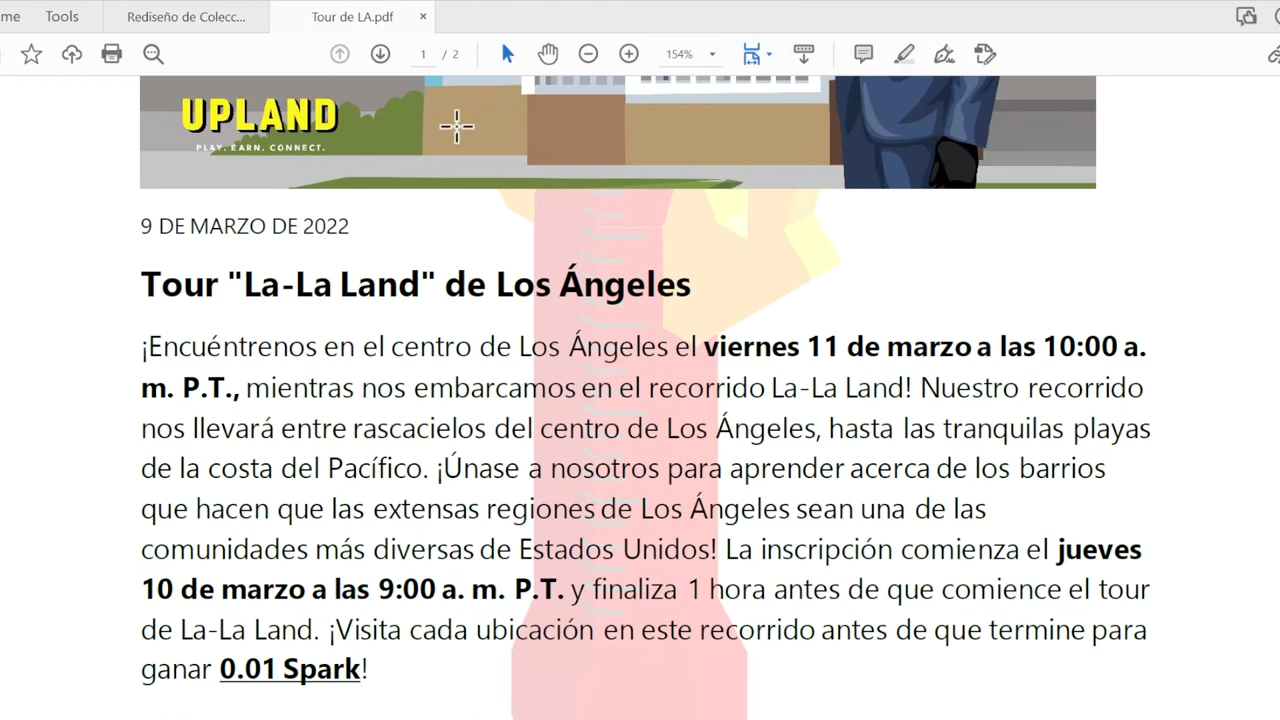 ome Tools Rediseño de Colecc... Tour de LA.pdf ×
1 / 2 154%
UPLAND
PLAY. EARN. CONNECT.
9 DE MARZO DE 2022
Tour "La-La Land" de Los Ángeles
¡Encuéntrenos en el centro de Los Ángeles el viernes 11 de marzo a las 10:00 a.
m. P.T., mientras nos embarcamos en el recorrido La-La Land! Nuestro recorrido
nos llevará entre rascacielos del centro de Los Ángeles, hasta las tranquilas playas
de la costa del Pacífico. ¡Únase a nosotros para aprender acerca de los barrios
que hacen que las extensas regiones de Los Ángeles sean una de las
comunidades más diversas de Estados Unidos! La inscripción comienza el jueves
10 de marzo a las 9:00 a. m. P.T. y finaliza 1 hora antes de que comience el tour
de La-La Land. ¡Visita cada ubicación en este recorrido antes de que termine para
ganar 0.01 Spark!